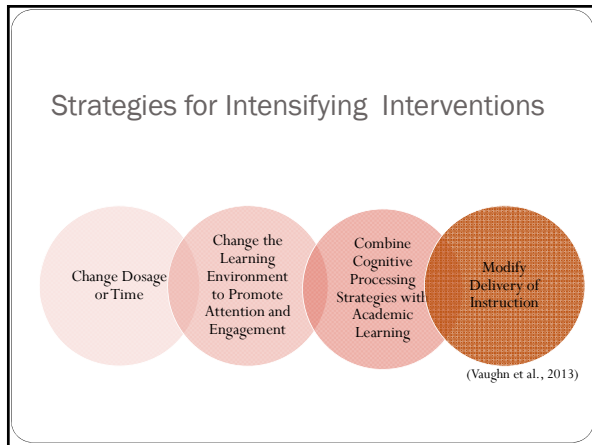 Strategies for Intensifying Interventions
Change Dosage
or Time
Change the
Learning
Environment
to Promote
Attention and
Engagement
Combine
Cognitive
Processing
Strategies with
Academic
Learning
Modify
Delivery of
Instruction
(Vaughn et al., 2013)